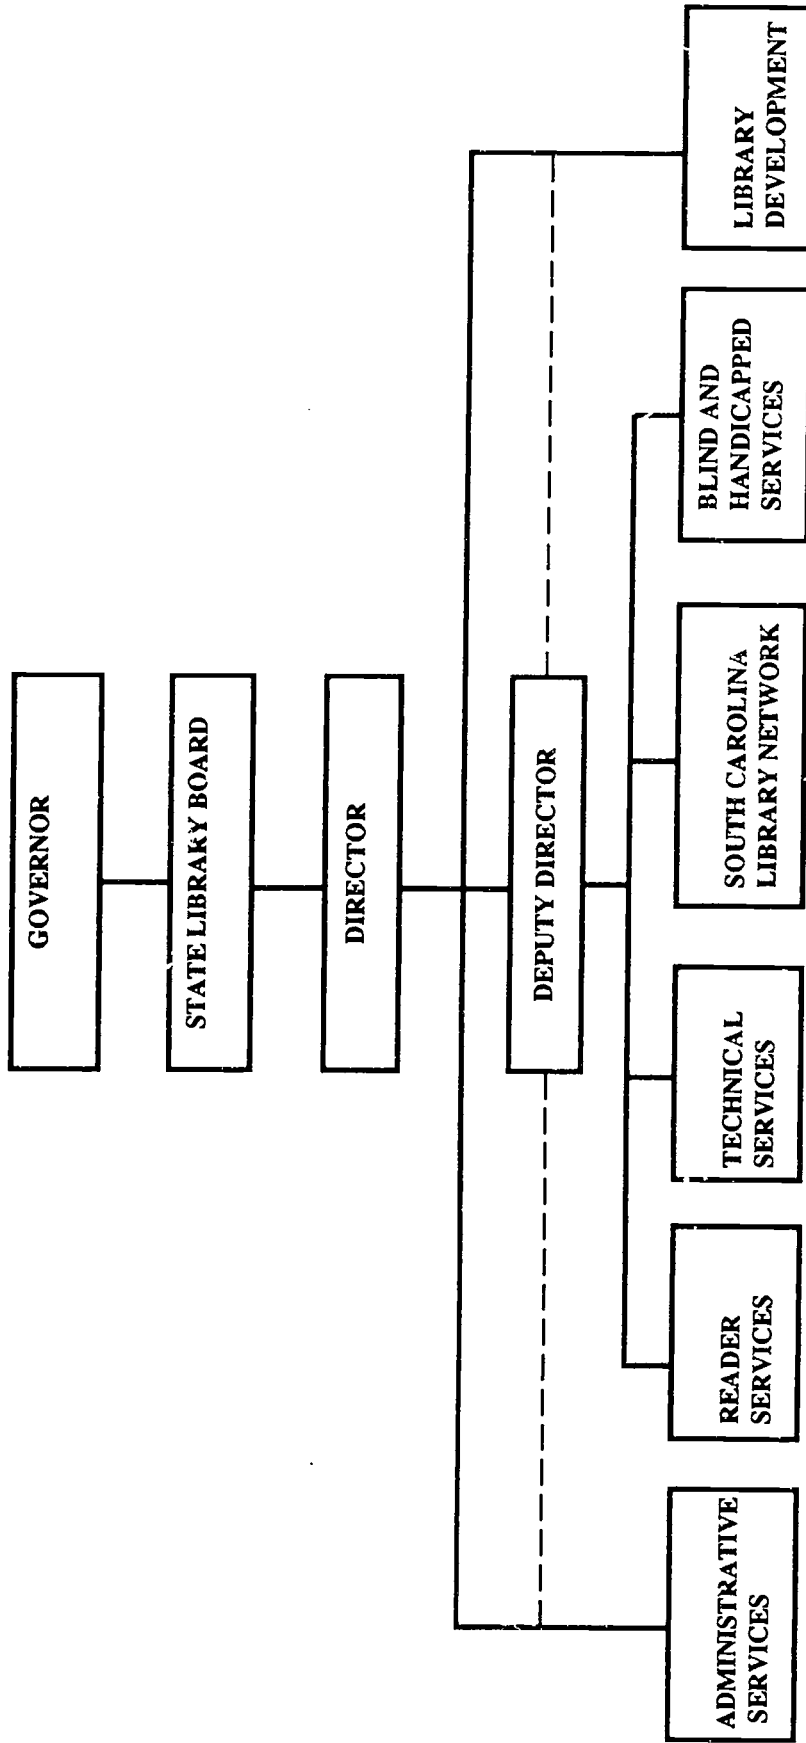 GOVERNOR
STATE LIBRARY BOARD
DIRECTOR
DEPUTY DIRECTOR
ADMINISTRATIVE
SERVICES
READER
SERVICES
TECHNICAL
SERVICES
SOUTH CAROLINA
LIBRARY NETWORK
BLIND AND
HANDICAPPED
SERVICES
LIBRARY
DEVELOPMENT